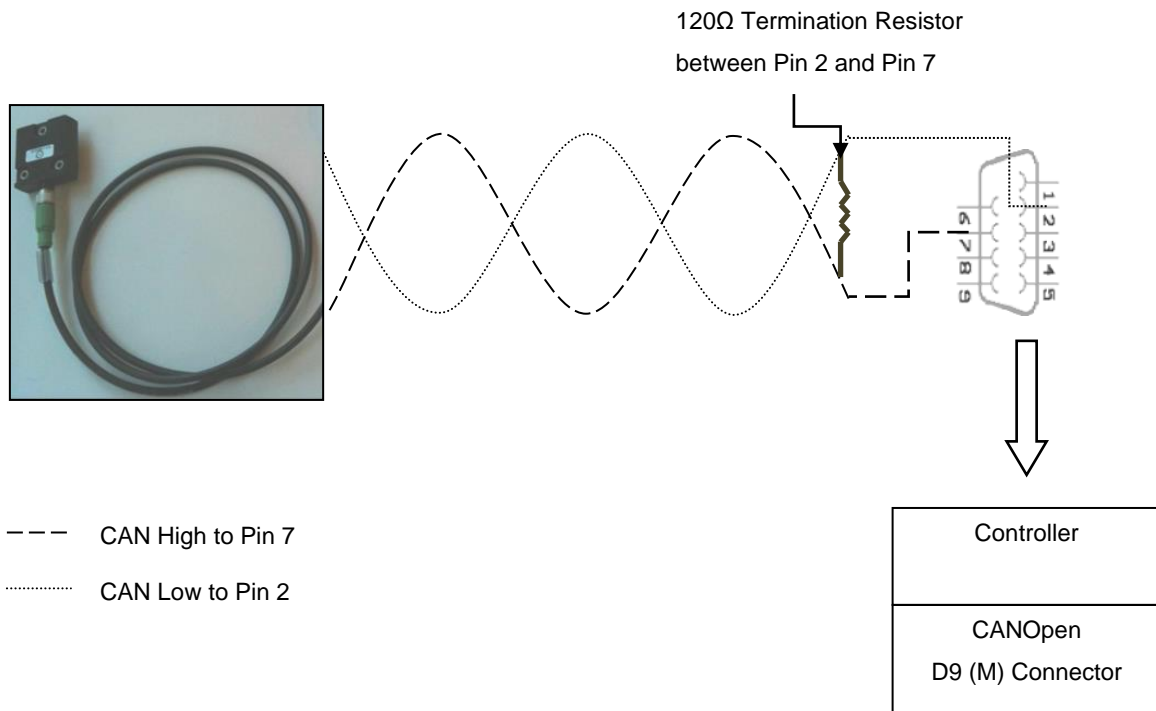 120Ω Termination Resistor
between Pin 2 and Pin 7
1
2
3
4
5
6
7
8
9
CAN High to Pin 7
CAN Low to Pin 2
Controller
CANOpen
D9 (M) Connector